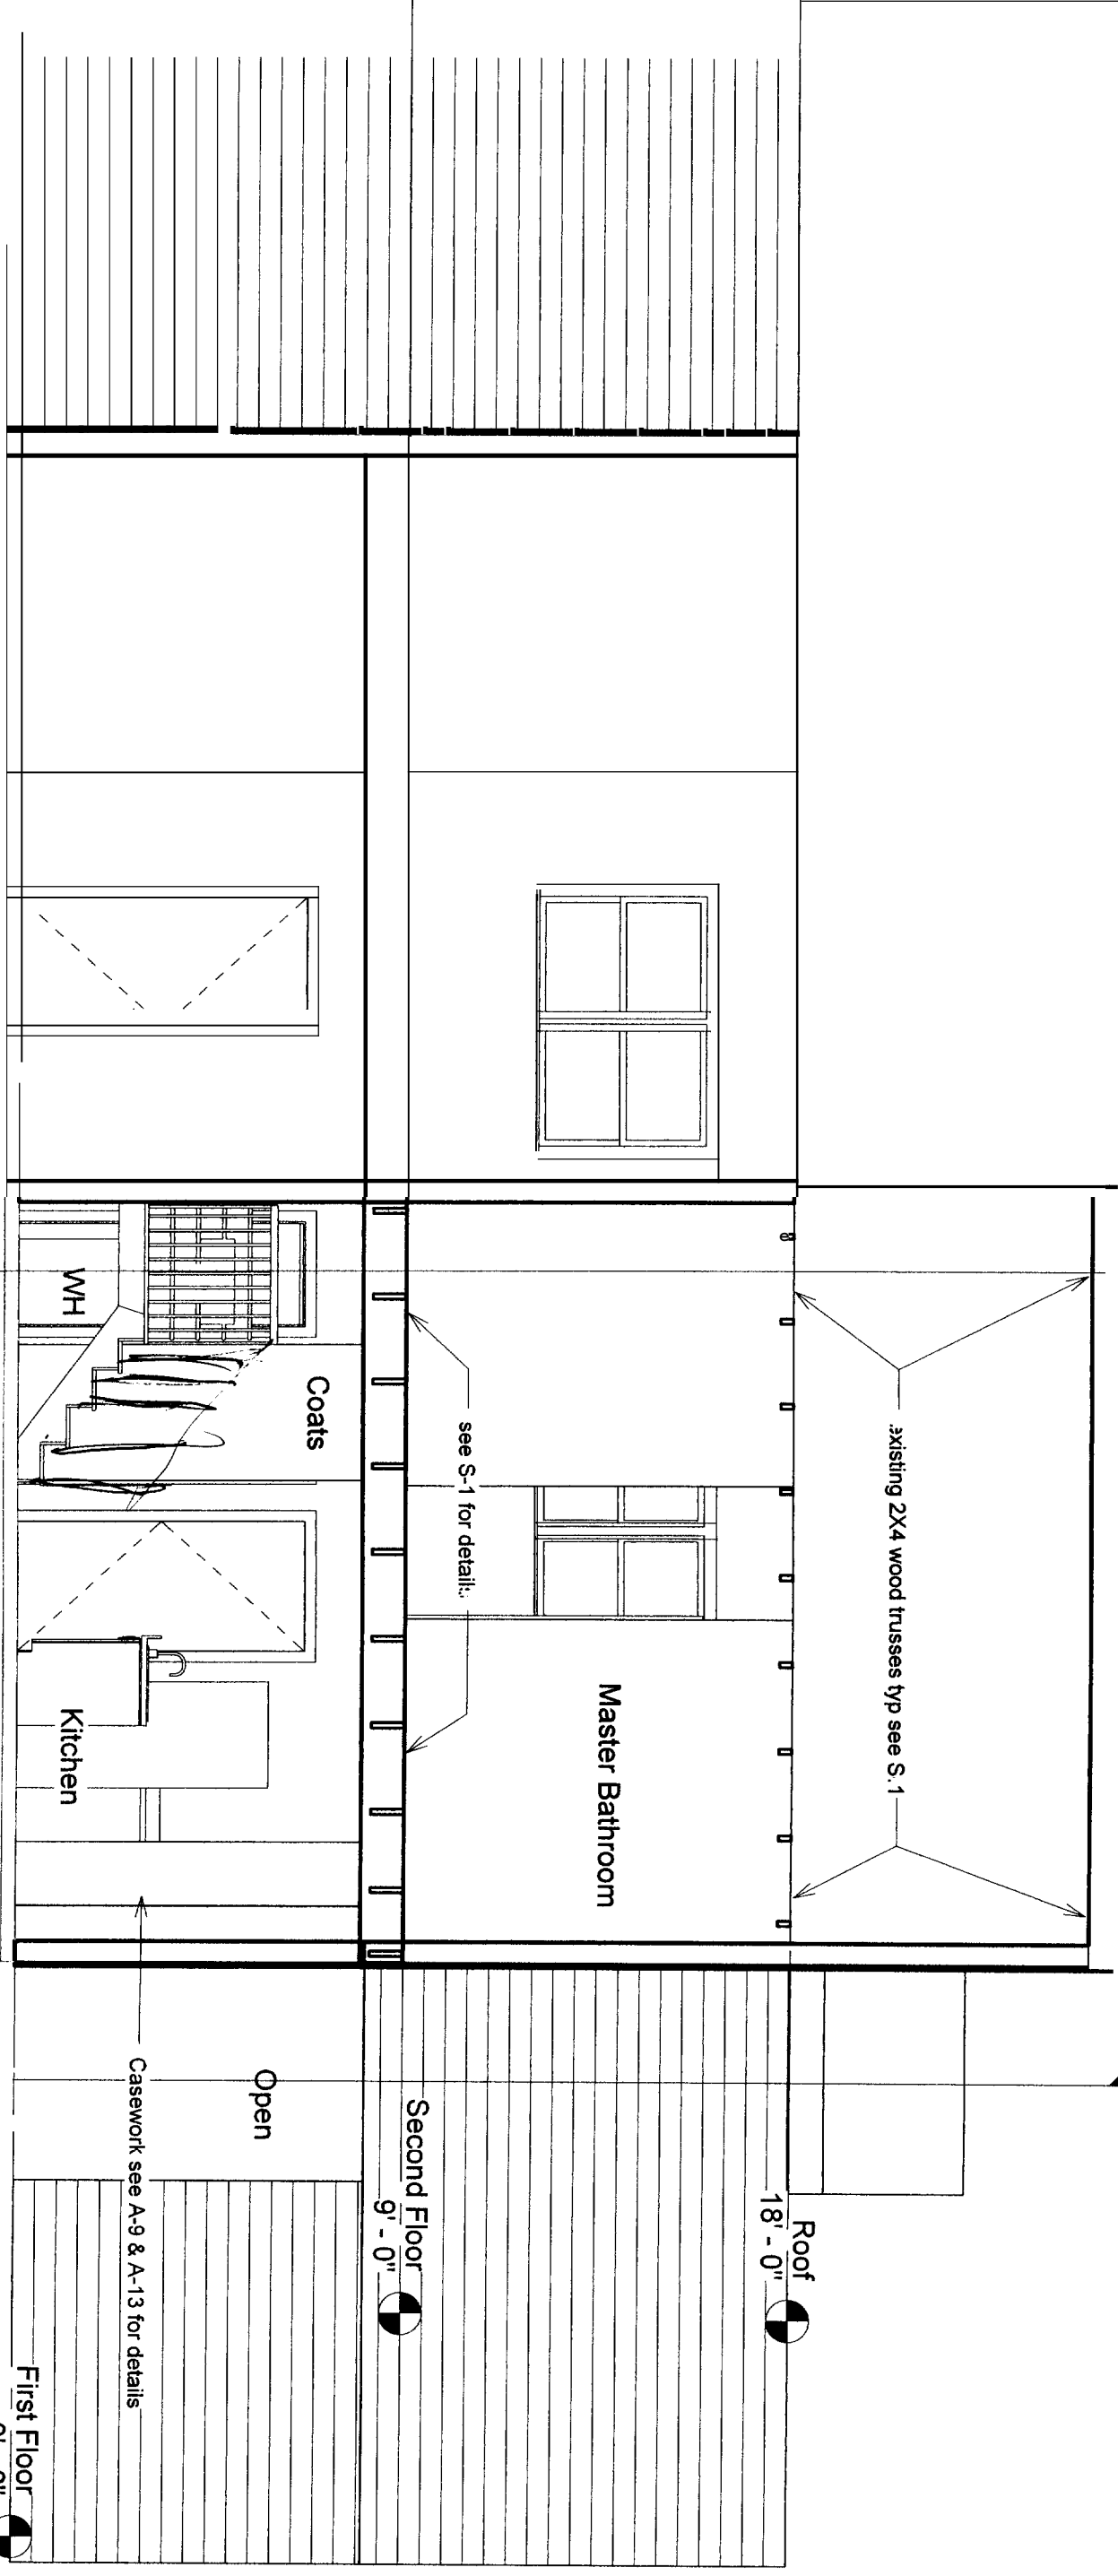 existing 2X4 wood trusses typ see S.1
Roof
18' - 0"
Master Bathroom
see S-1 for details
Second Floor
9' - 0"
Coats
Open
WH
Kitchen
Casework see A-9 & A-13 for details
First Floor